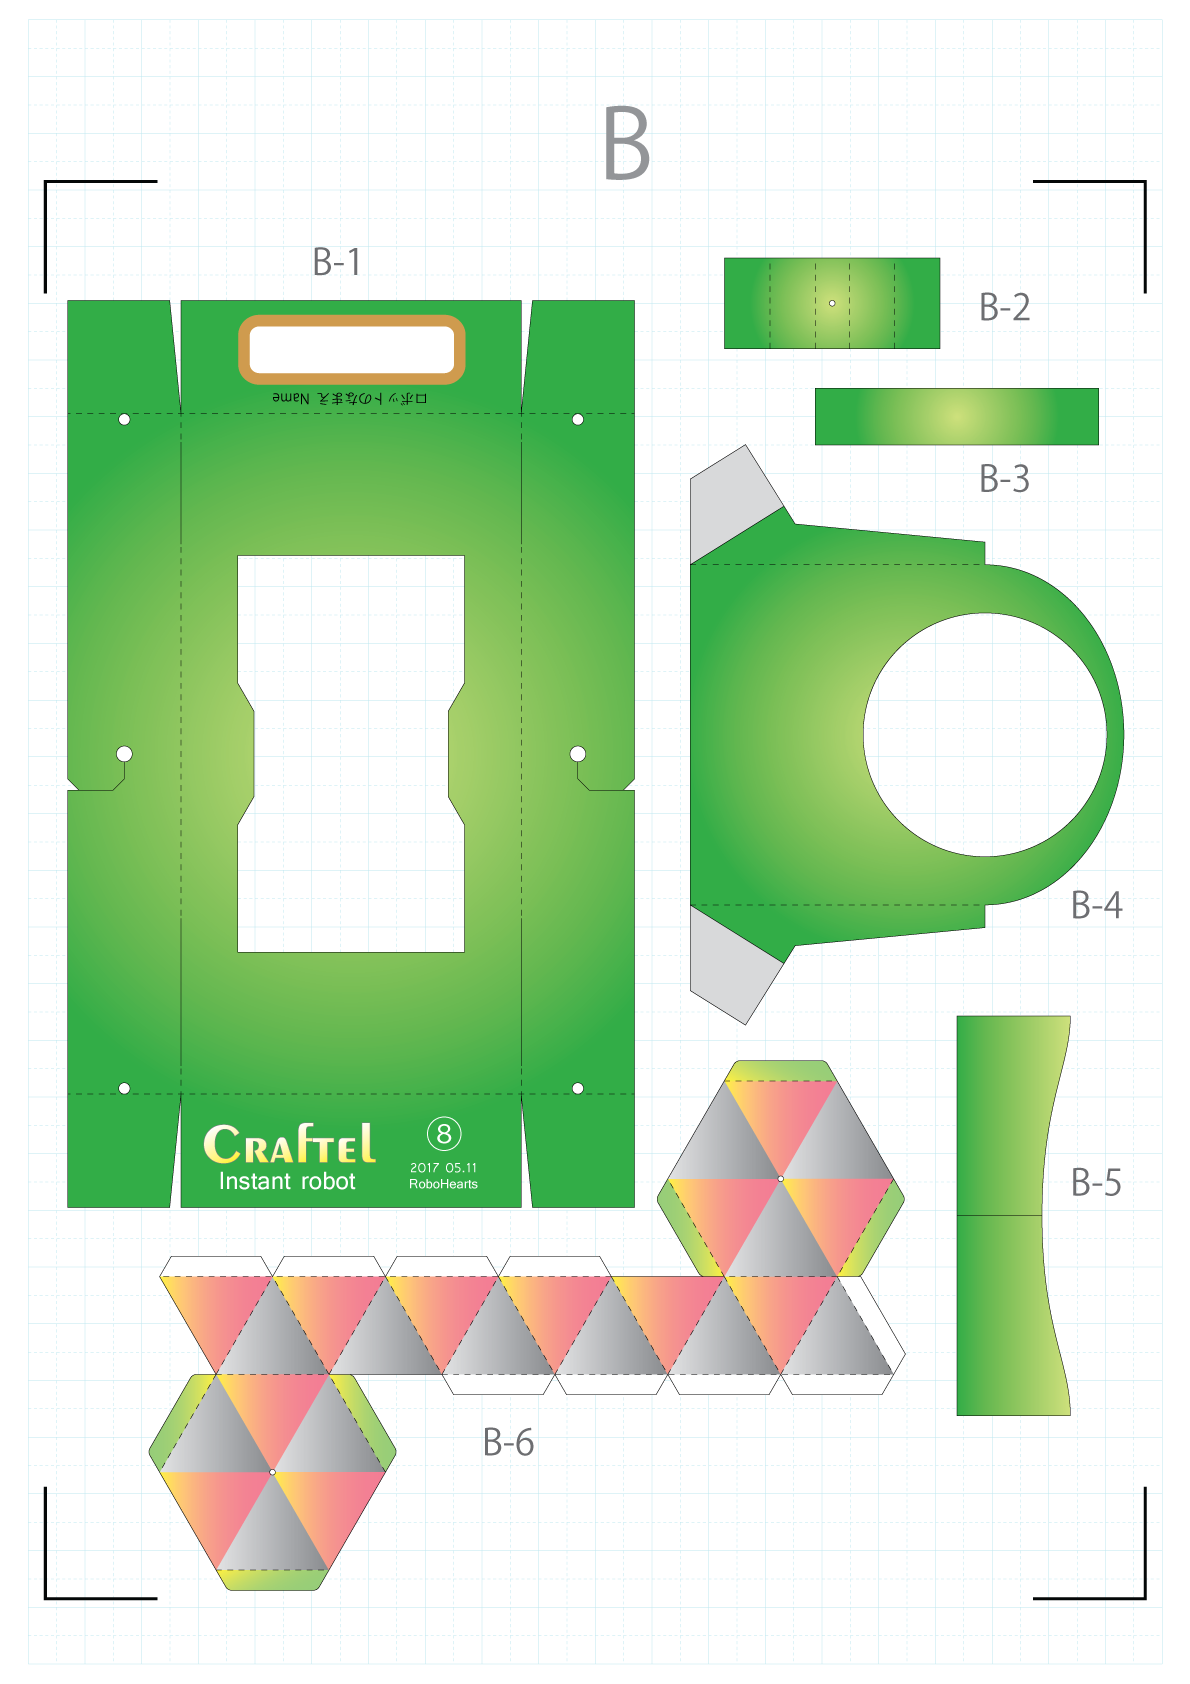 B
B-1
B-2
ロボットのなまえ Name
B-3
B-4
CRAfTEl
Instant robot
8
2017 05.11
RoboHearts
B-5
B-6